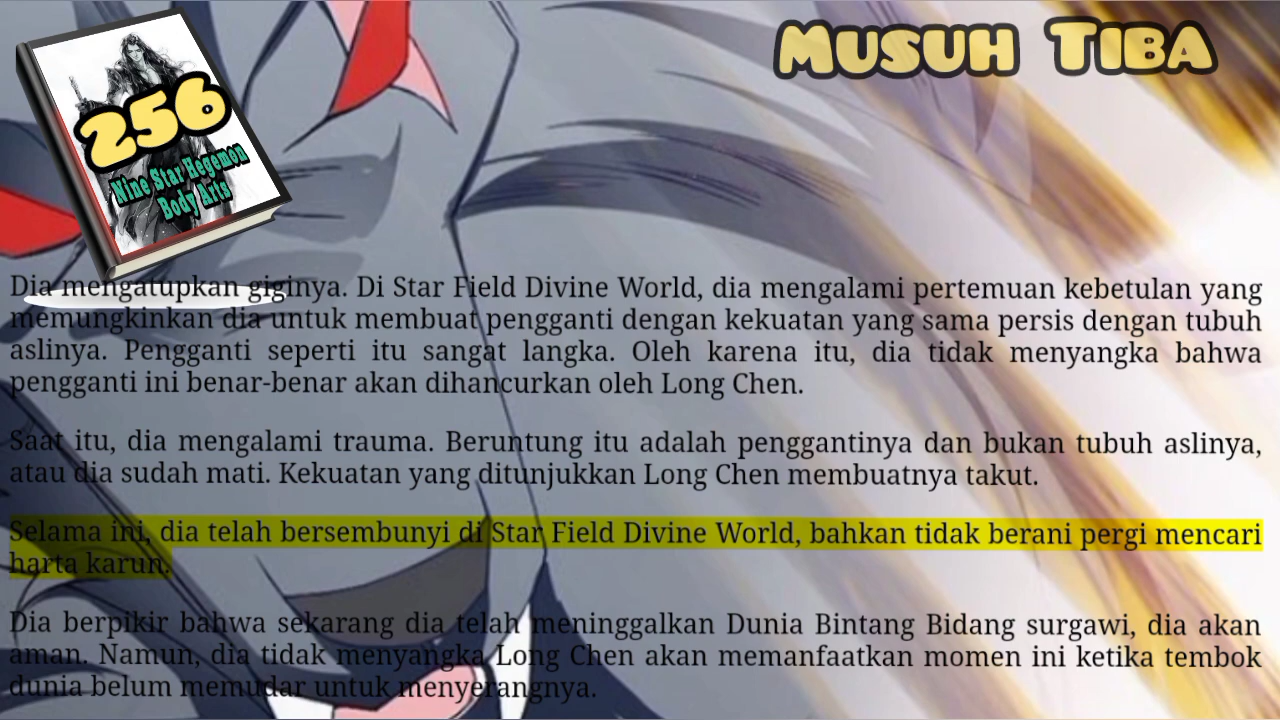 Musuh Tiba
256
Nine Star Hegemon
Body Arts
Dia mengatupkan giginya. Di Star Field Divine World, dia mengalami pertemuan kebetulan yang
memungkinkan dia untuk membuat pengganti dengan kekuatan yang sama persis dengan tubuh
aslinya. Pengganti seperti itu sangat langka. Oleh karena itu, dia tidak menyangka bahwa
pengganti ini benar-benar akan dihancurkan oleh Long Chen.
Saat itu, dia mengalami trauma. Beruntung itu adalah penggantinya dan bukan tubuh aslinya,
atau dia sudah mati. Kekuatan yang ditunjukkan Long Chen membuatnya takut.
Selama ini, dia telah bersembunyi di Star Field Divine World, bahkan tidak berani pergi mencari
harta karun.
Dia berpikir bahwa sekarang dia telah meninggalkan Dunia Bintang Bidang surgawi, dia akan
aman. Namun, dia tidak menyangka Long Chen akan memanfaatkan momen ini ketika tembok
dunia belum memudar untuk menyerangnya.